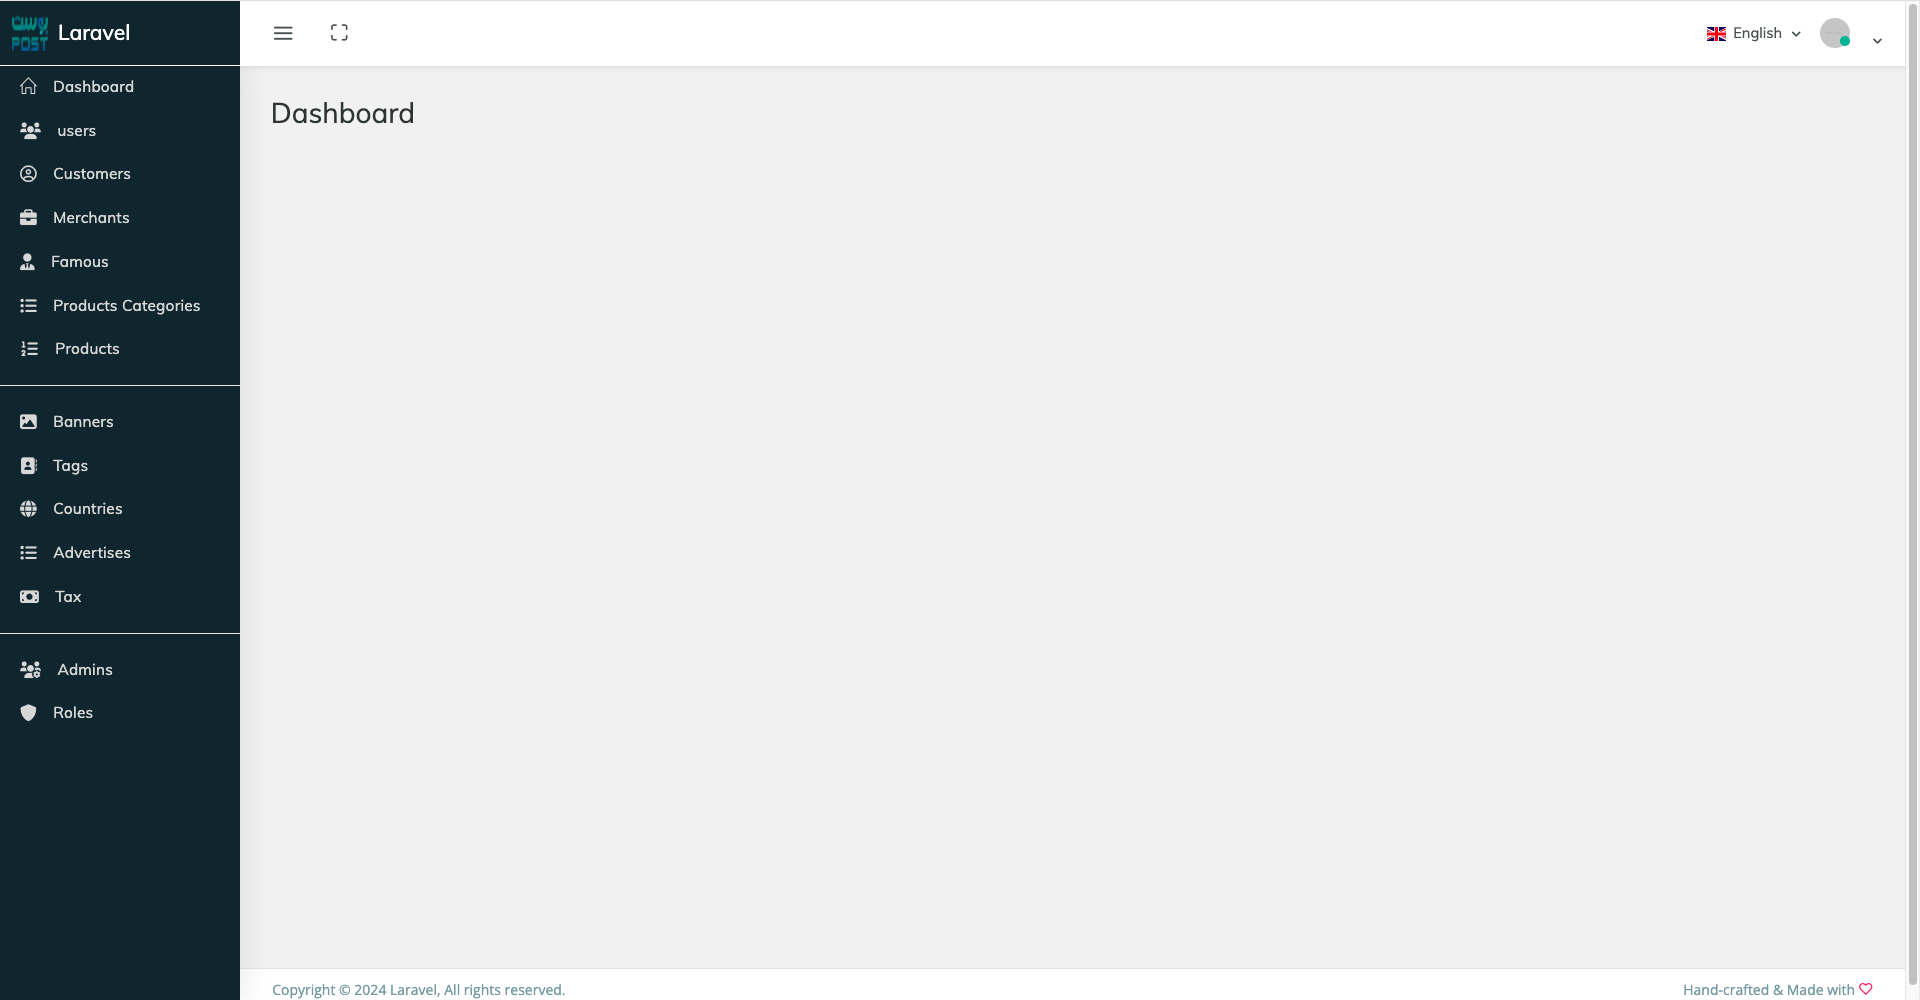 بوست
POST
Laravel
English
Dashboard
users
Customers
Merchants
Famous
Products Categories
Products
Banners
Tags
Countries
Advertises
Tax
Admins
Roles
Dashboard
Copyright © 2024 Laravel, All rights reserved.
Hand-crafted & Made with